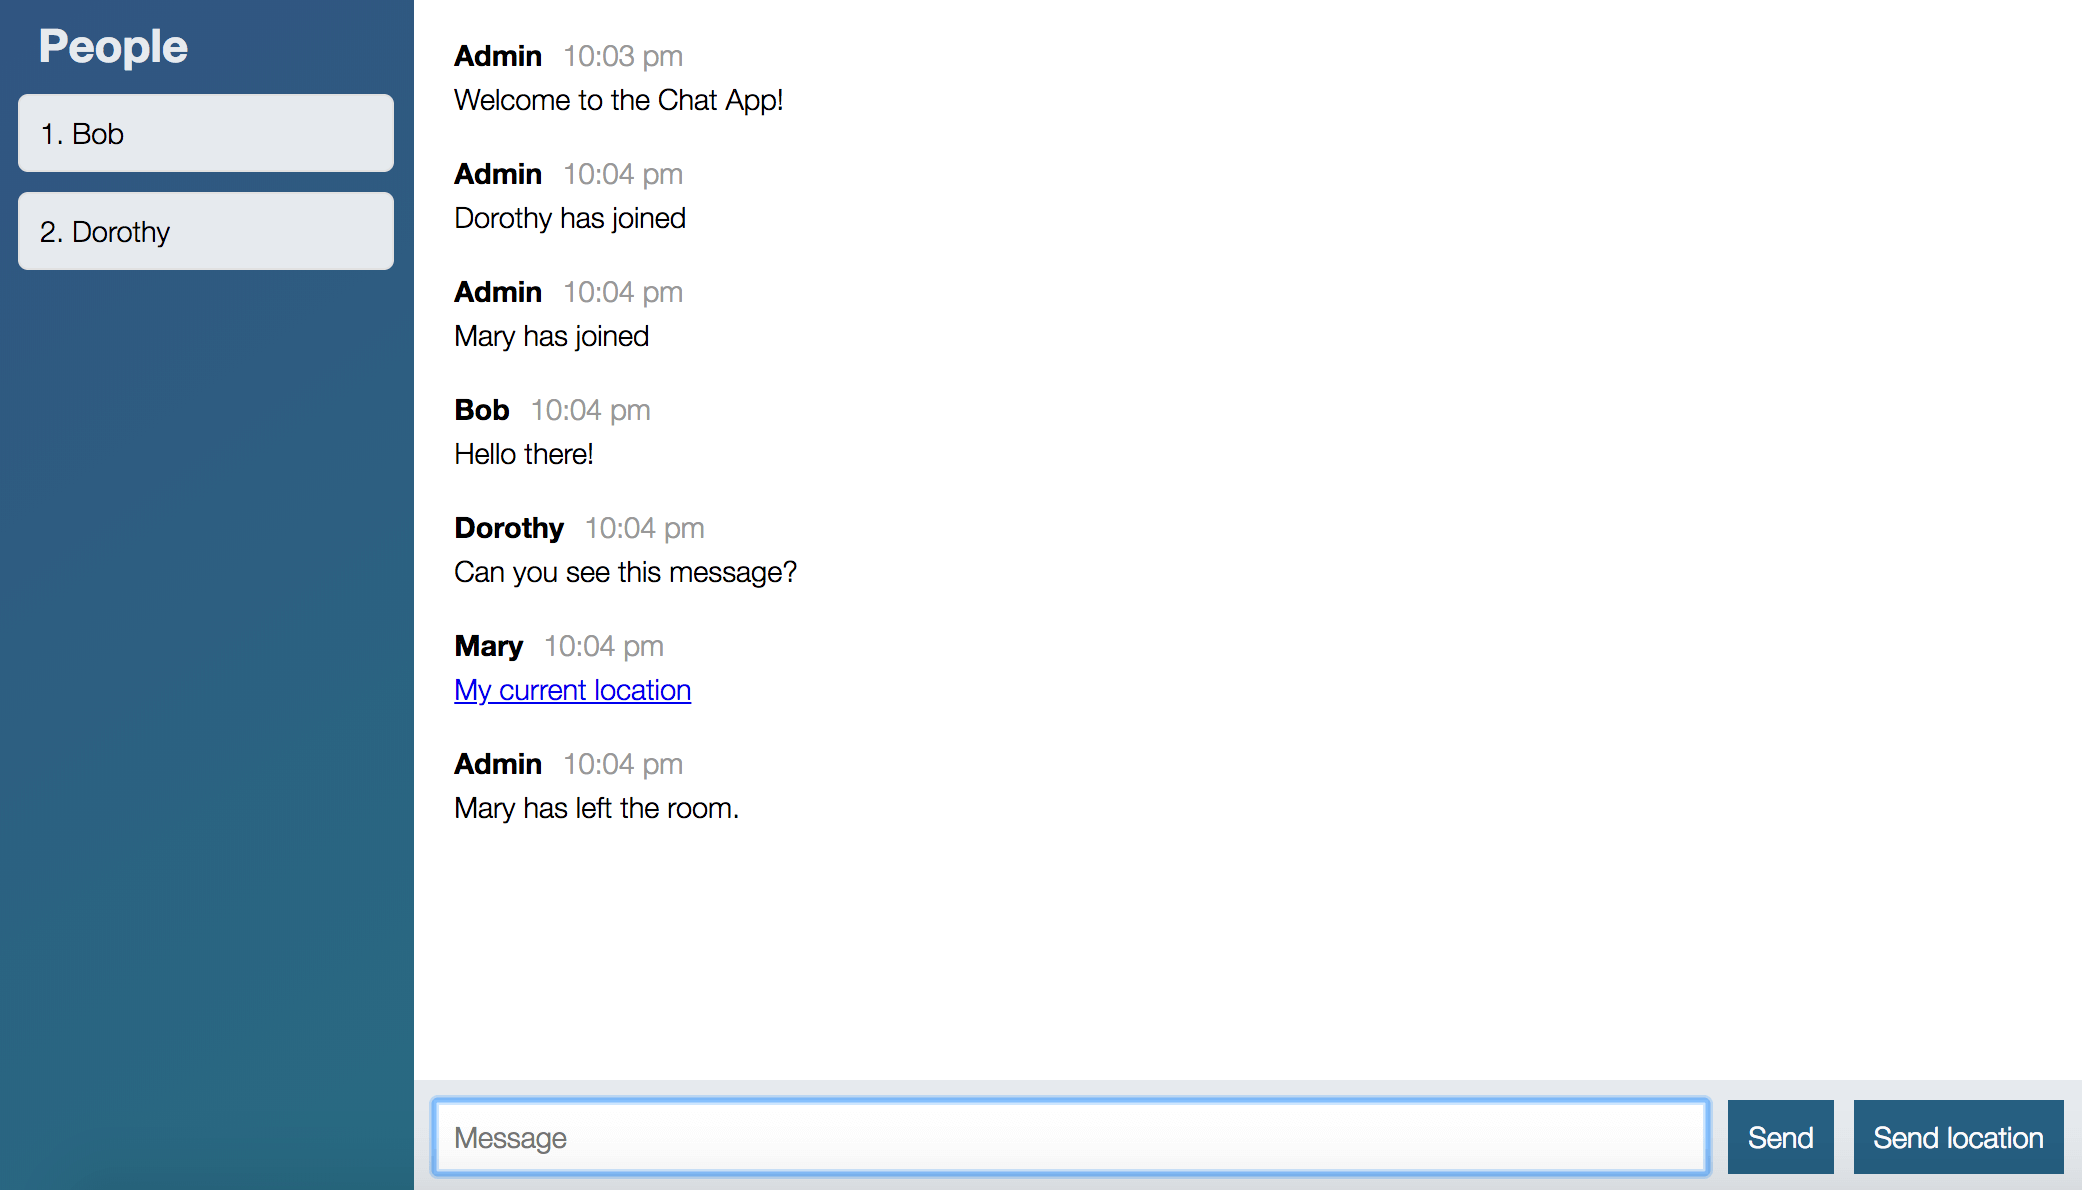 People
1. Bob
2. Dorothy
Admin 10:03 pm
Welcome to the Chat App!
Admin 10:04 pm
Dorothy has joined
Admin 10:04 pm
Mary has joined
Bob 10:04 pm
Hello there!
Dorothy 10:04 pm
Can you see this message?
Mary 10:04 pm
My current location
Admin 10:04 pm
Mary has left the room.
Message
Send
Send location